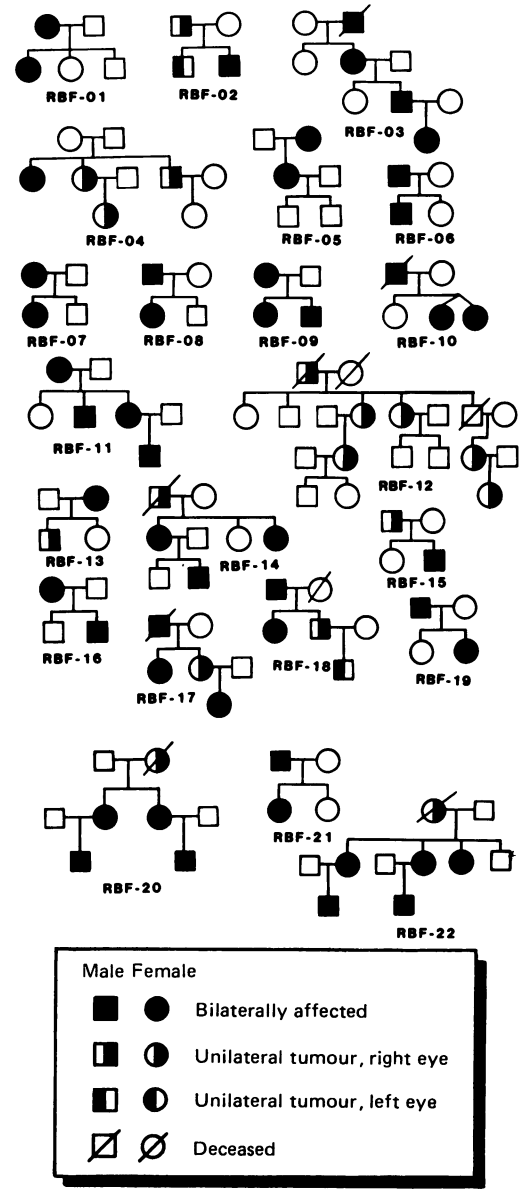 RBF-01
RBF-02
RBF-03
RBF-04
RBF-05
RBF-06
RBF-07
RBF-08
RBF-09
RBF-10
RBF-11
RBF-12
RBF-13
RBF-14
RBF-15
RBF-16
RBF-17
RBF-18
RBF-19
RBF-20
RBF-21
RBF-22
Male Female
Bilaterally affected
Unilateral tumour, right eye
Unilateral tumour, left eye
Deceased